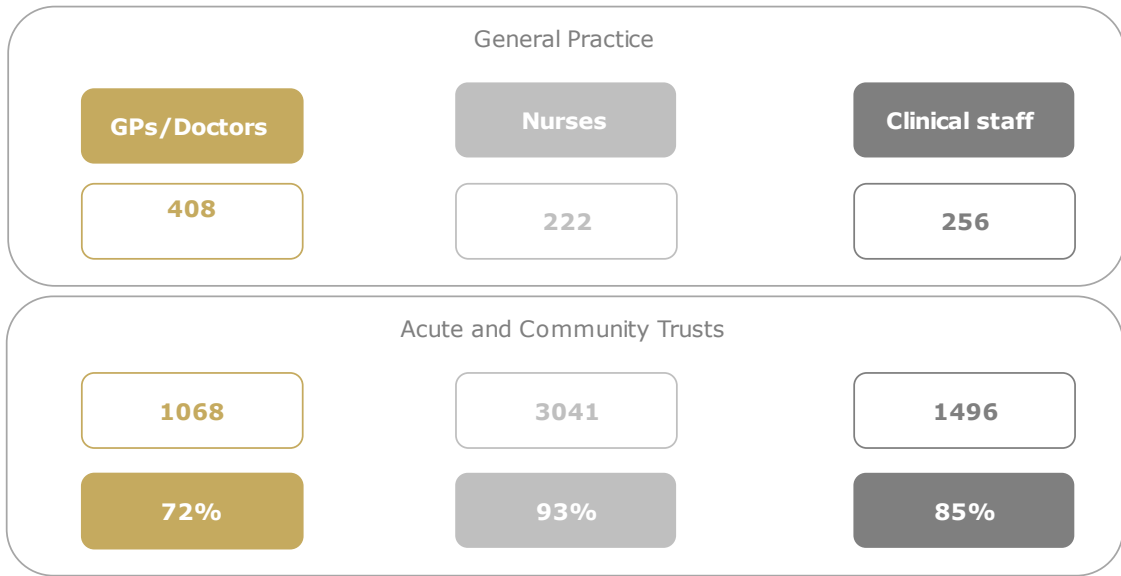 General Practice
GPs/Doctors
Nurses
Clinical staff
408
222
256
Acute and Community Trusts
1068
3041
1496
72%
93%
85%